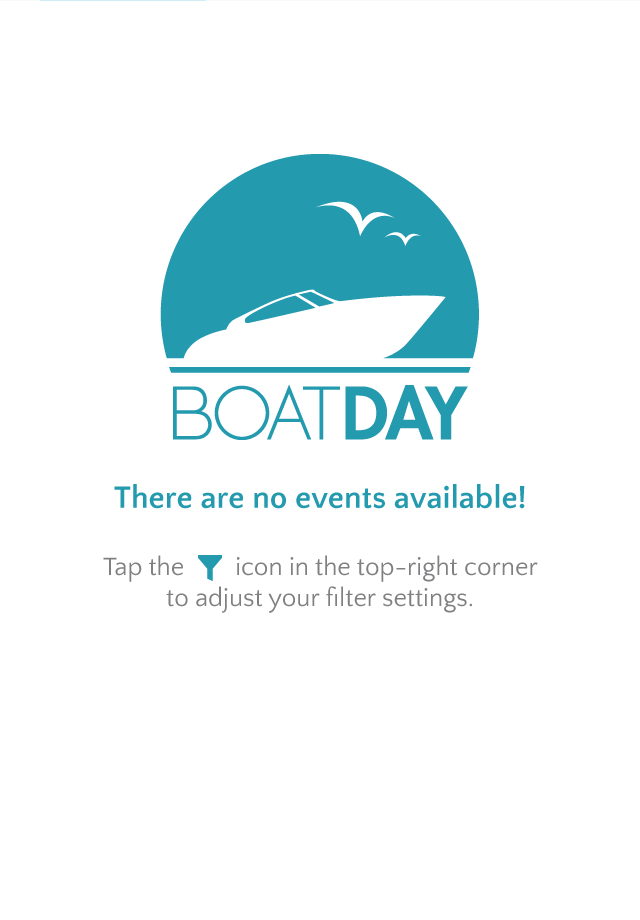 BOATDAY
There are no events available!
Tap the icon in the top-right corner
to adjust your filter settings.